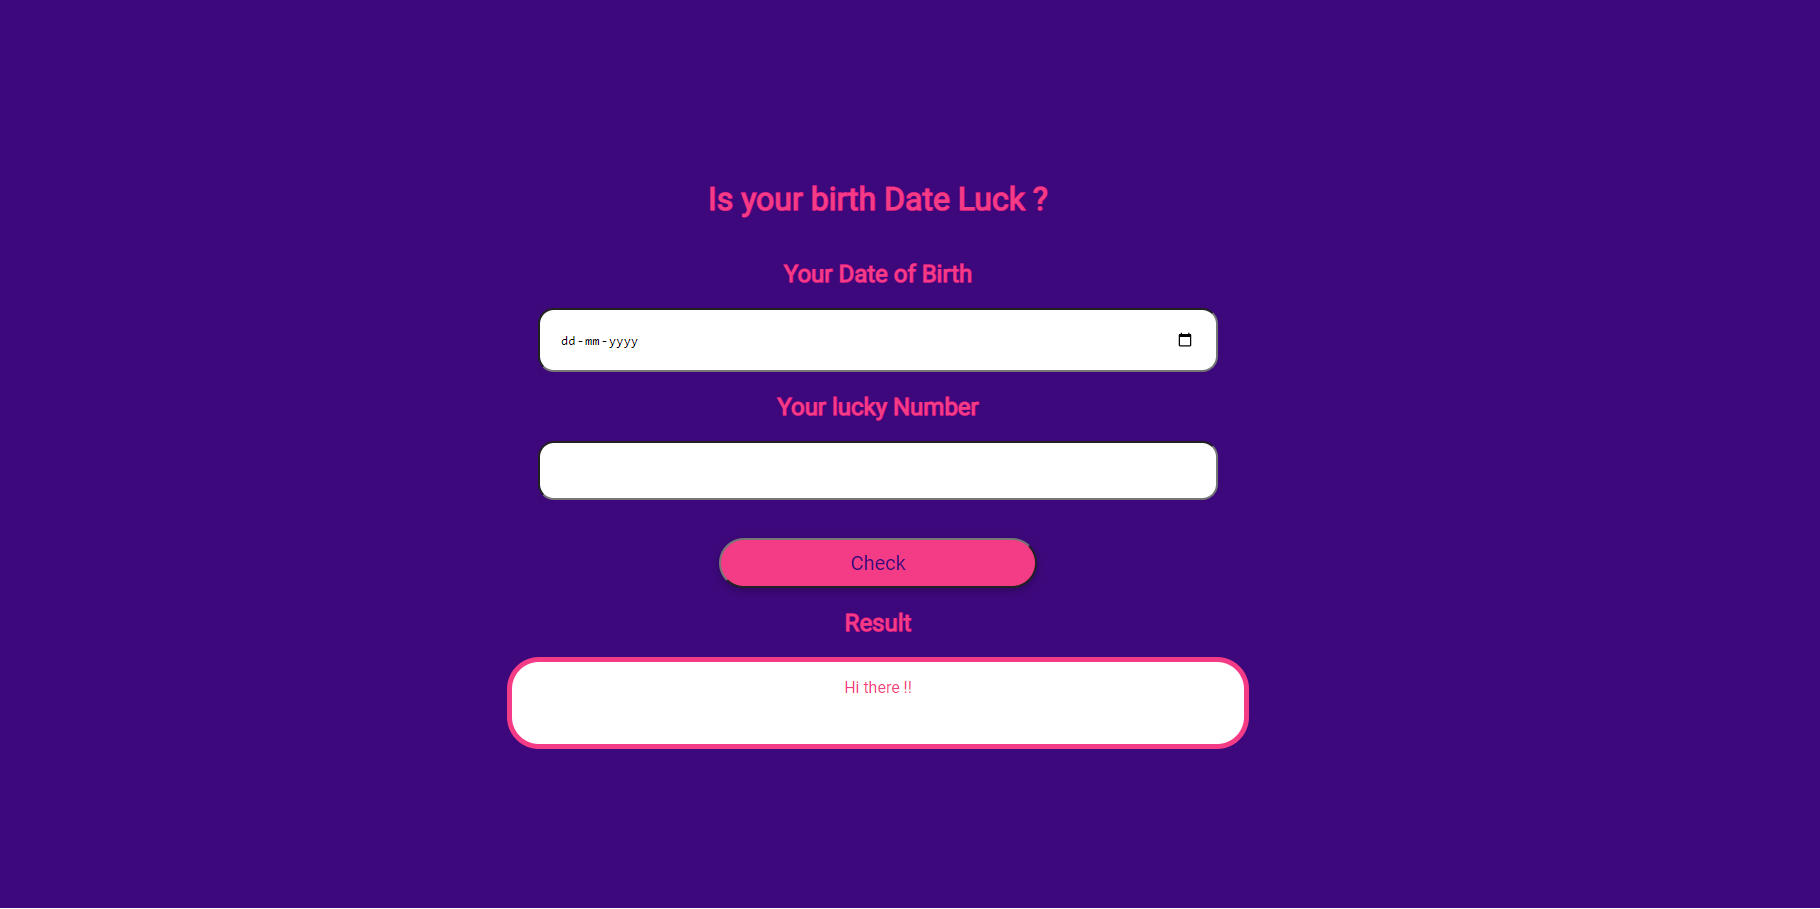 Is your birth Date Luck ?
Your Date of Birth
dd-mm-yyyy
Your lucky Number
Check
Result
Hi there !!